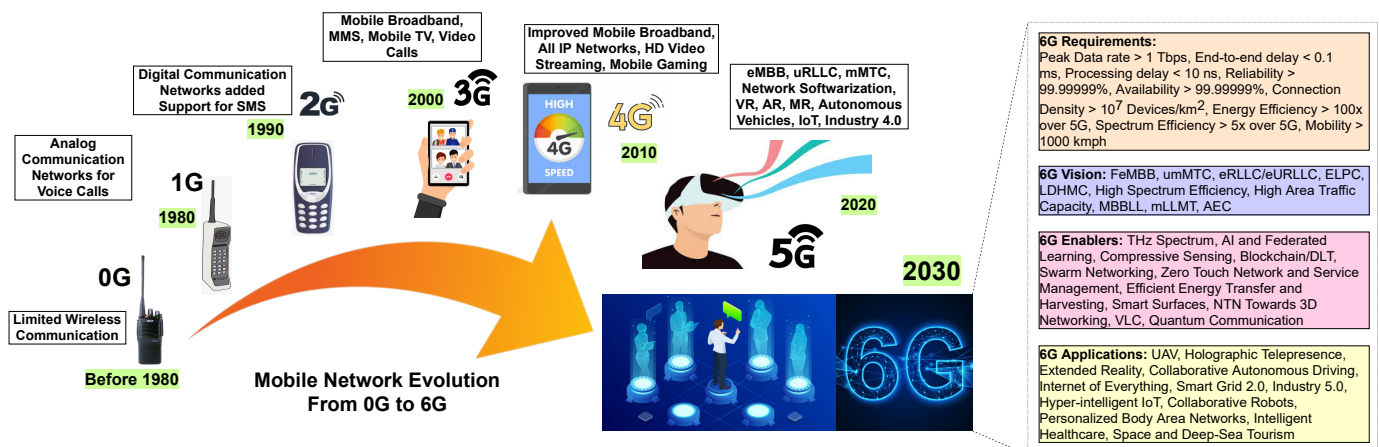 0G
Limited Wireless
Communication
Before 1980
Analog
Communication
Networks for
Voice Calls
1G
1980
Digital Communication
Networks added
Support for SMS
2G
1990
Mobile Broadband,
MMS, Mobile TV, Video
Calls
3G
2000
Improved Mobile Broadband,
All IP Networks, HD Video
Streaming, Mobile Gaming
HIGH
4G
SPEED
4G
2010
eMBB, uRLLC, mMTC,
Network Softwarization,
VR, AR, MR, Autonomous
Vehicles, IoT, Industry 4.0
2020
5G
2030
6G
Mobile Network Evolution
From 0G to 6G
6G Requirements:
Peak Data rate > 1 Tbps, End-to-end delay < 0.1
ms, Processing delay < 10 ns, Reliability >
99.99999%, Availability > 99.99999%, Connection
Density > 10⁷ Devices/km², Energy Efficiency > 100x
over 5G, Spectrum Efficiency > 5x over 5G, Mobility >
1000 kmph
6G Vision: FeMBB, umMTC, eRLLC/eURLLC, ELPC,
LDHMC, High Spectrum Efficiency, High Area Traffic
Capacity, MBBLL, mLLMT, AEC
6G Enablers: THz Spectrum, AI and Federated
Learning, Compressive Sensing, Blockchain/DLT,
Swarm Networking, Zero Touch Network and Service
Management, Efficient Energy Transfer and
Harvesting, Smart Surfaces, NTN Towards 3D
Networking, VLC, Quantum Communication
6G Applications: UAV, Holographic Telepresence,
Extended Reality, Collaborative Autonomous Driving,
Internet of Everything, Smart Grid 2.0, Industry 5.0,
Hyper-intelligent IoT, Collaborative Robots,
Personalized Body Area Networks, Intelligent
Healthcare, Space and Deep-Sea Tourism